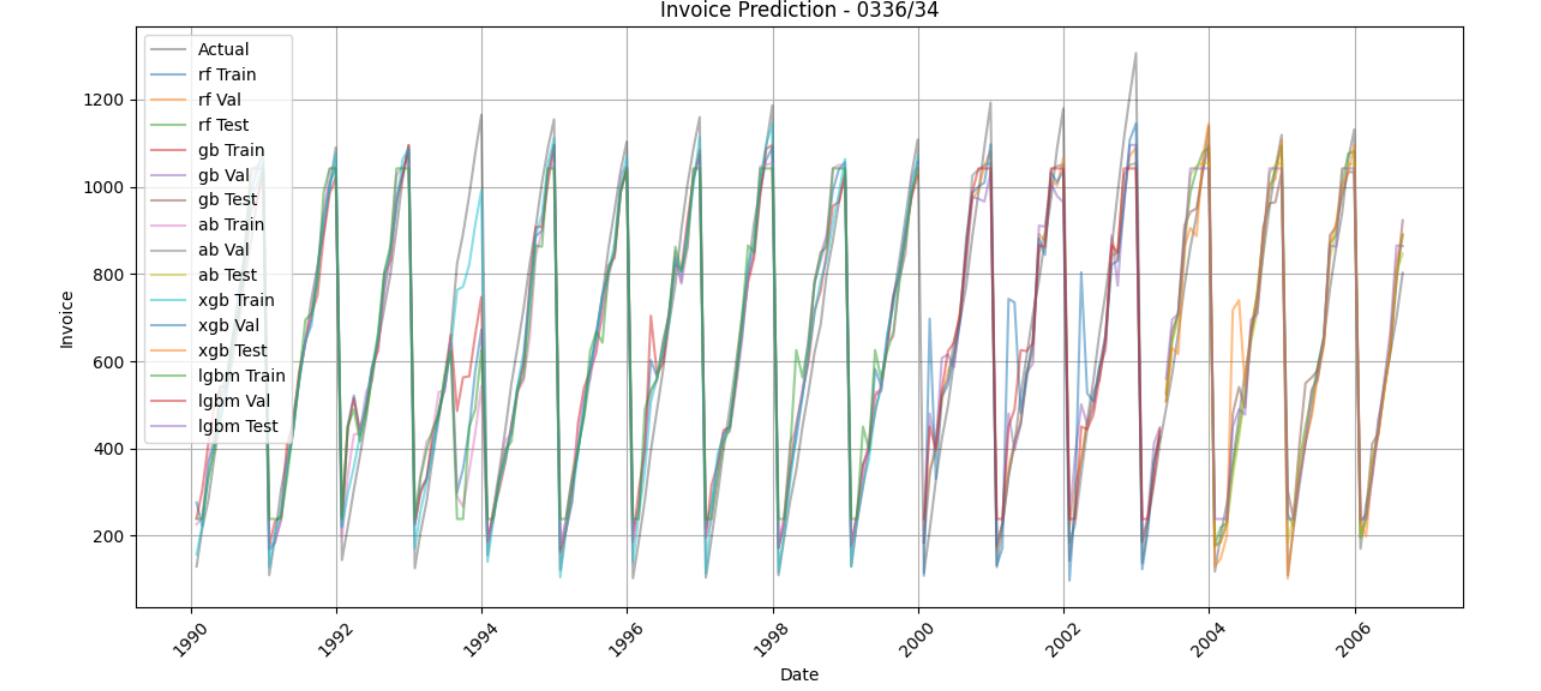 Invoice Prediction - 0336/34
Actual
rf Train
rf Val
rf Test
gb Train
gb Val
gb Test
ab Train
ab Val
ab Test
xgb Train
xgb Val
xgb Test
lgbm Train
lgbm Val
lgbm Test
1200
1000
800
600
400
200
Invoice
1990
1992
1994
1996
1998
2000
2002
2004
2006
Date